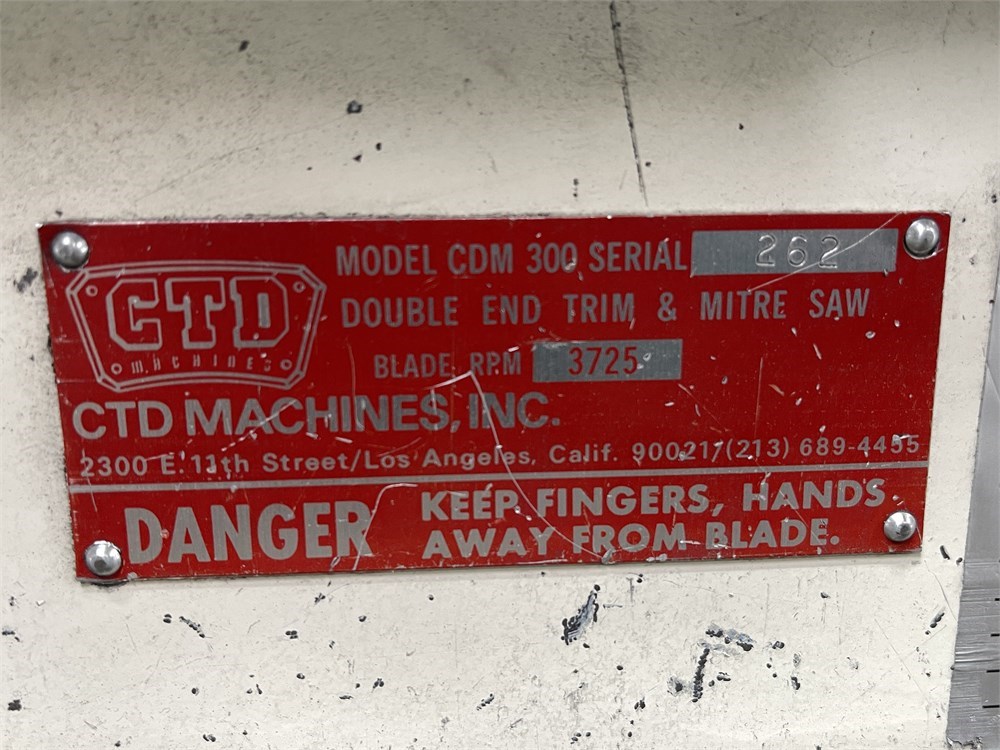 CTD
MACHINES
MODEL CDM 300 SERIAL 262
DOUBLE END TRIM & MITRE SAW
BLADE RPM 3725
CTD MACHINES, INC.
2300 E. 11th Street/Los Angeles, Calif. 90021/(213) 689-4455
DANGER KEEP FINGERS, HANDS
AWAY FROM BLADE.